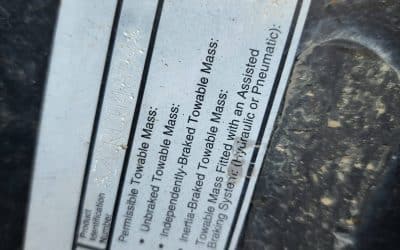 Product
Identification
Number:
Permissible Towable Mass:
• Unbraked Towable Mass:
• Independently-Braked Towable Mass:
Inertia-Braked Towable Mass:
Towable Mass Fitted with an Assisted
Braking System (Hydraulic or Pneumatic):